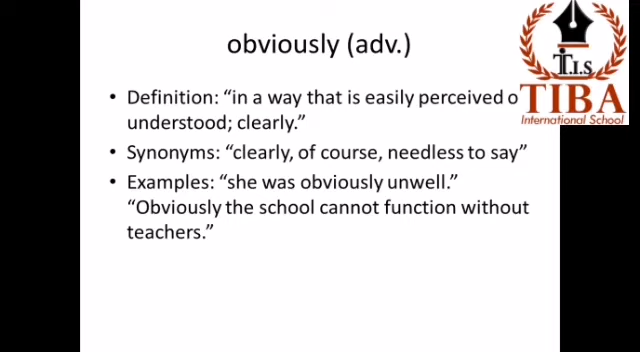 obviously (adv.)
• Definition: “in a way that is easily perceived o
understood; clearly.”
• Synonyms: “clearly, of course, needless to say”
• Examples: “she was obviously unwell.”
“Obviously the school cannot function without
teachers.”
T.I.S
TIBA
International School